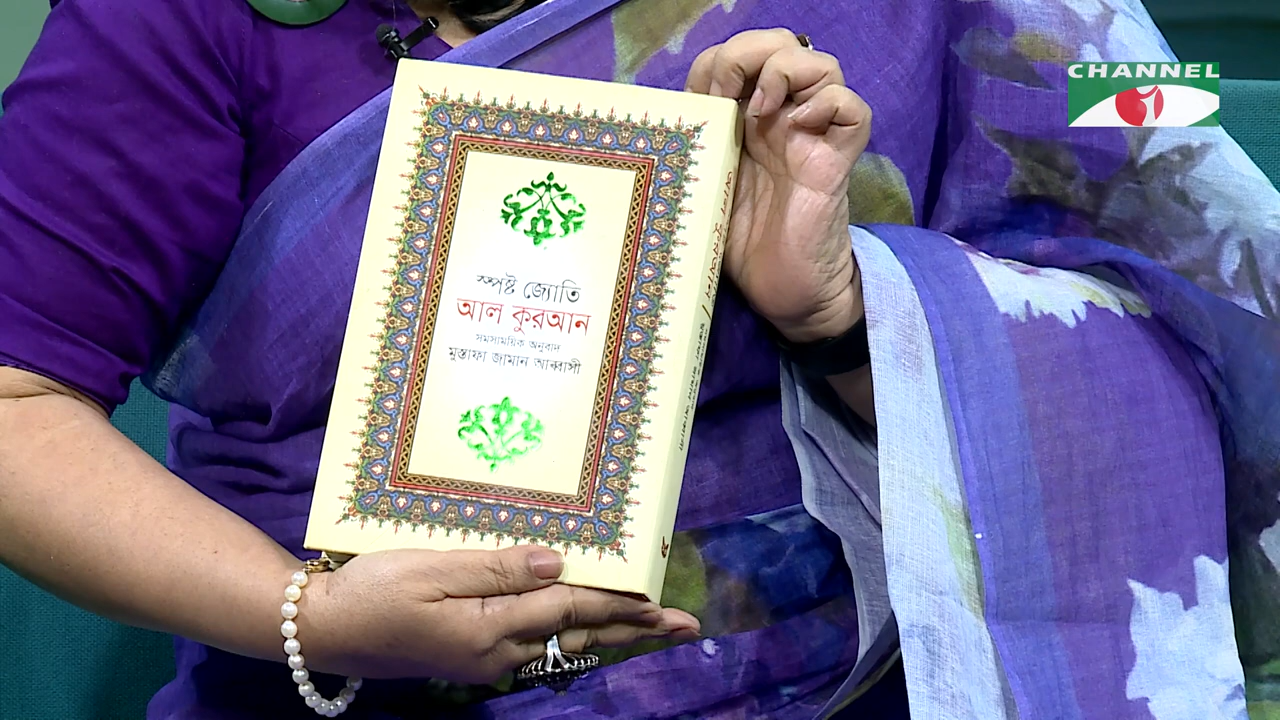 CHANNEL
স্পষ্ট জ্যোতি
আল কুরআন
সমসাময়িক অনুবাদ
মুস্তাফা জামান আব্বাসী